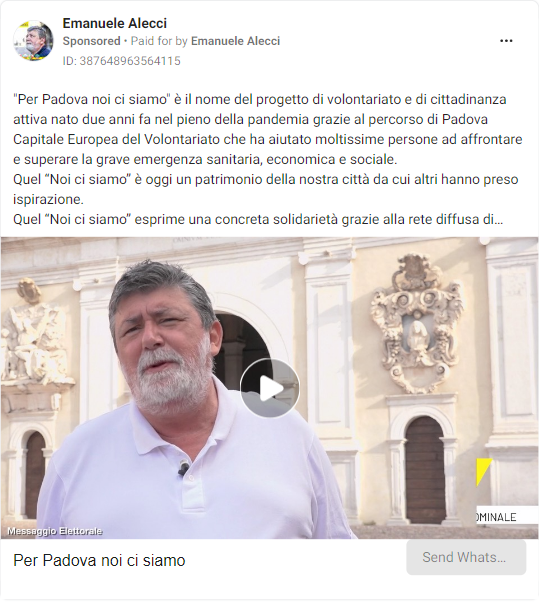 Emanuele Alecci
Sponsored • Paid for by Emanuele Alecci
ID: 387648963564115
"Per Padova noi ci siamo" è il nome del progetto di volontariato e di cittadinanza
attiva nato due anni fa nel pieno della pandemia grazie al percorso di Padova
Capitale Europea del Volontariato che ha aiutato moltissime persone ad affrontare
e superare la grave emergenza sanitaria, economica e sociale.
Quel “Noi ci siamo” è oggi un patrimonio della nostra città da cui altri hanno preso
ispirazione.
Quel “Noi ci siamo” esprime una concreta solidarietà grazie alla rete diffusa di...
Messaggio Elettorale
OMINALE
Per Padova noi ci siamo
Send Whats...